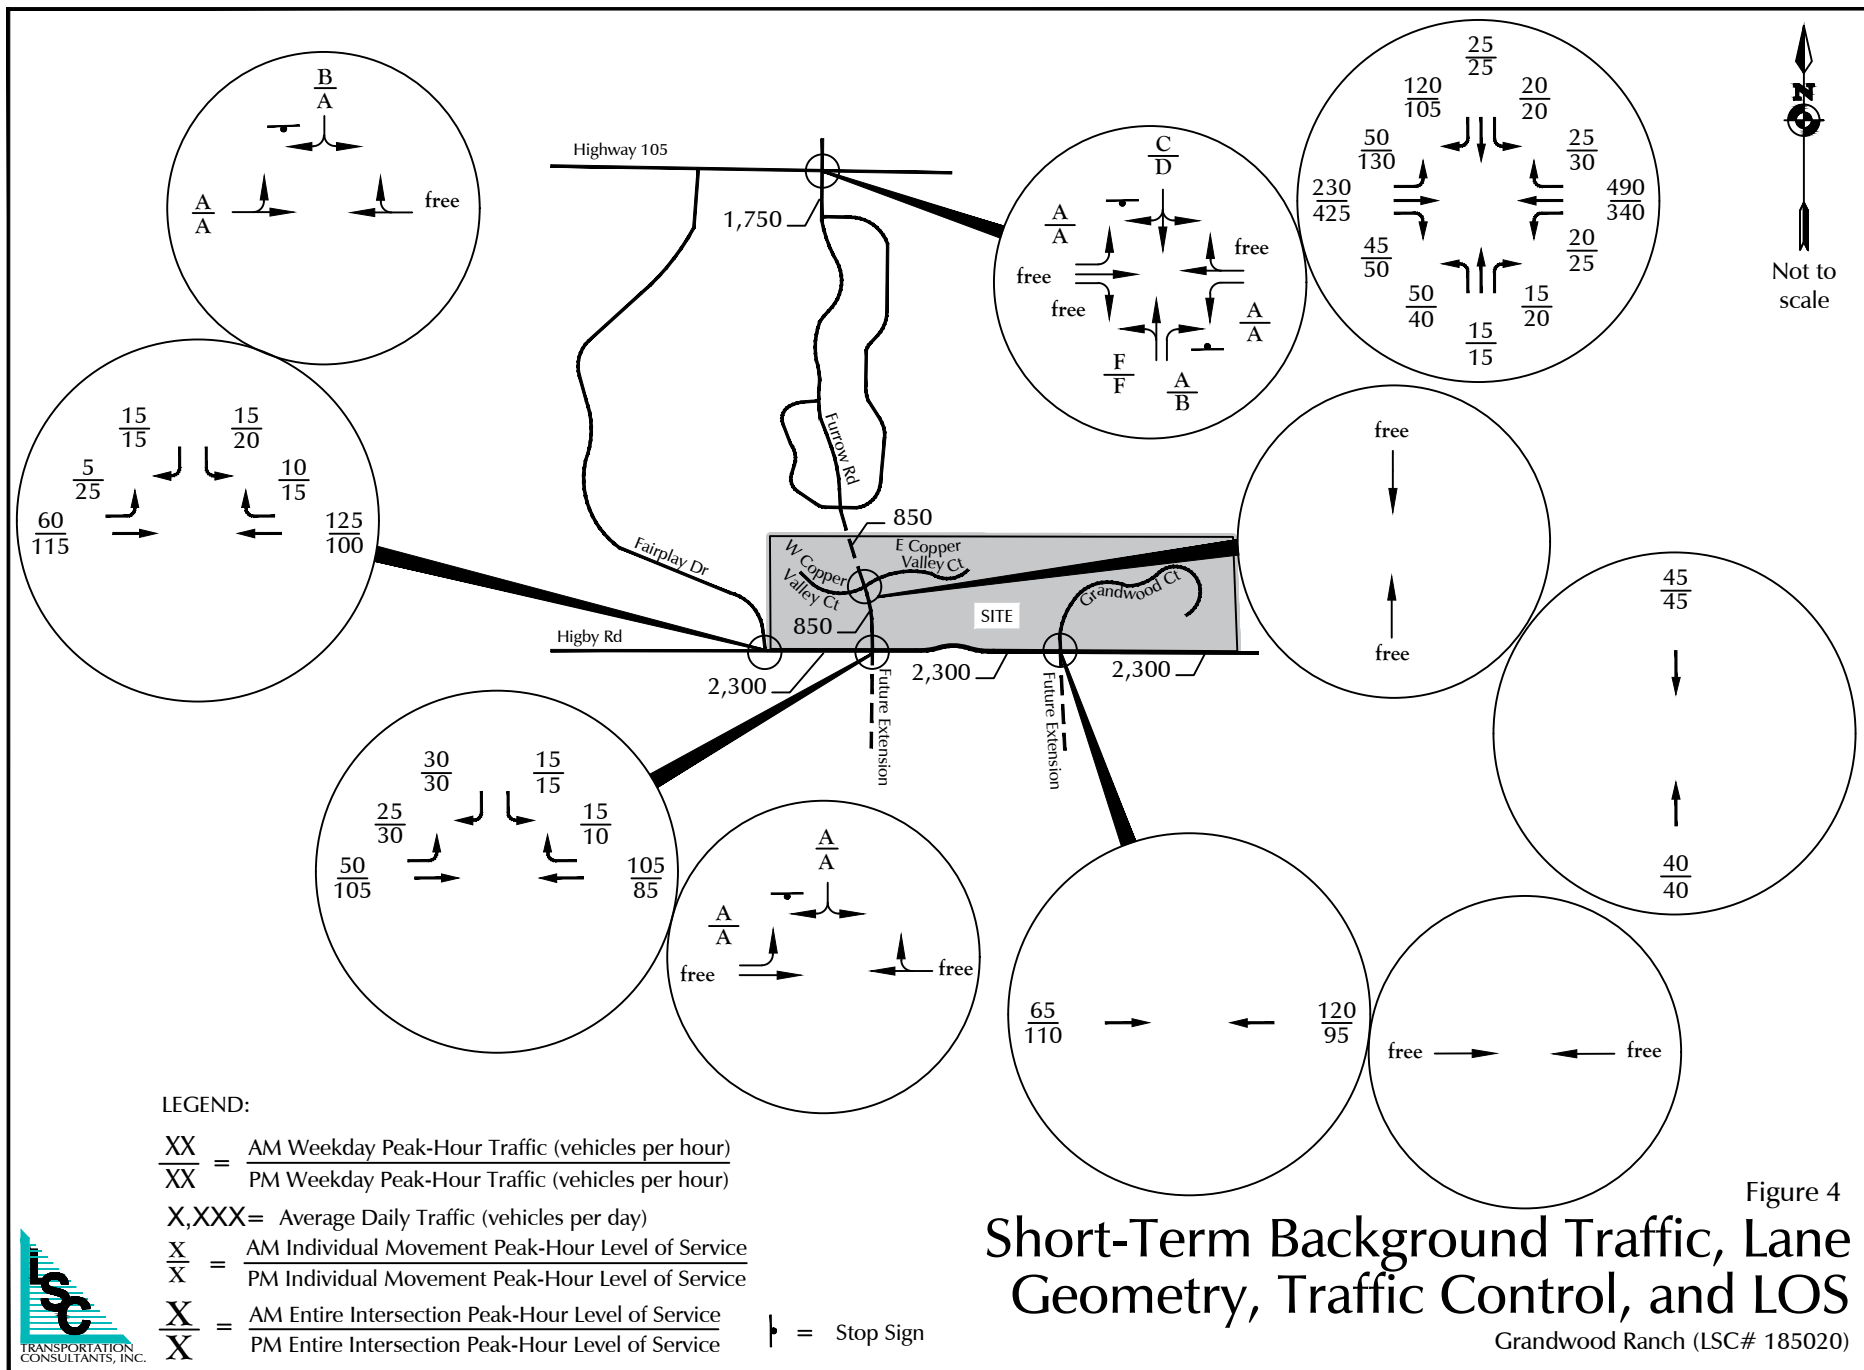 B
A
A
A
free
Highway 105
1,750
C
D
A
A
free
free
free
A
A
F
F
A
B
25
25
120
105
20
20
50
130
25
30
230
425
490
340
45
50
20
25
50
40
15
20
15
15
N
Not to
scale
15
15
15
20
5
25
10
15
60
115
125
100
Furrow Rd
Fairplay Dr
850
W Copper
Valley Ct
E Copper
Valley Ct
Grandwood Ct
SITE
850
Higby Rd
2,300
2,300
2,300
Future Extension
Future Extension
free
free
45
45
40
40
30
30
15
15
25
30
15
10
50
105
105
85
A
A
A
A
free
free
65
110
120
95
free
free
LEGEND:
XX
XX
=
AM Weekday Peak-Hour Traffic (vehicles per hour)
PM Weekday Peak-Hour Traffic (vehicles per hour)
X,XXX = Average Daily Traffic (vehicles per day)
X
X
=
AM Individual Movement Peak-Hour Level of Service
PM Individual Movement Peak-Hour Level of Service
X
X
=
AM Entire Intersection Peak-Hour Level of Service
PM Entire Intersection Peak-Hour Level of Service
= Stop Sign
LSC
TRANSPORTATION
CONSULTANTS, INC.
Figure 4
Short-Term Background Traffic, Lane
Geometry, Traffic Control, and LOS
Grandwood Ranch (LSC# 185020)